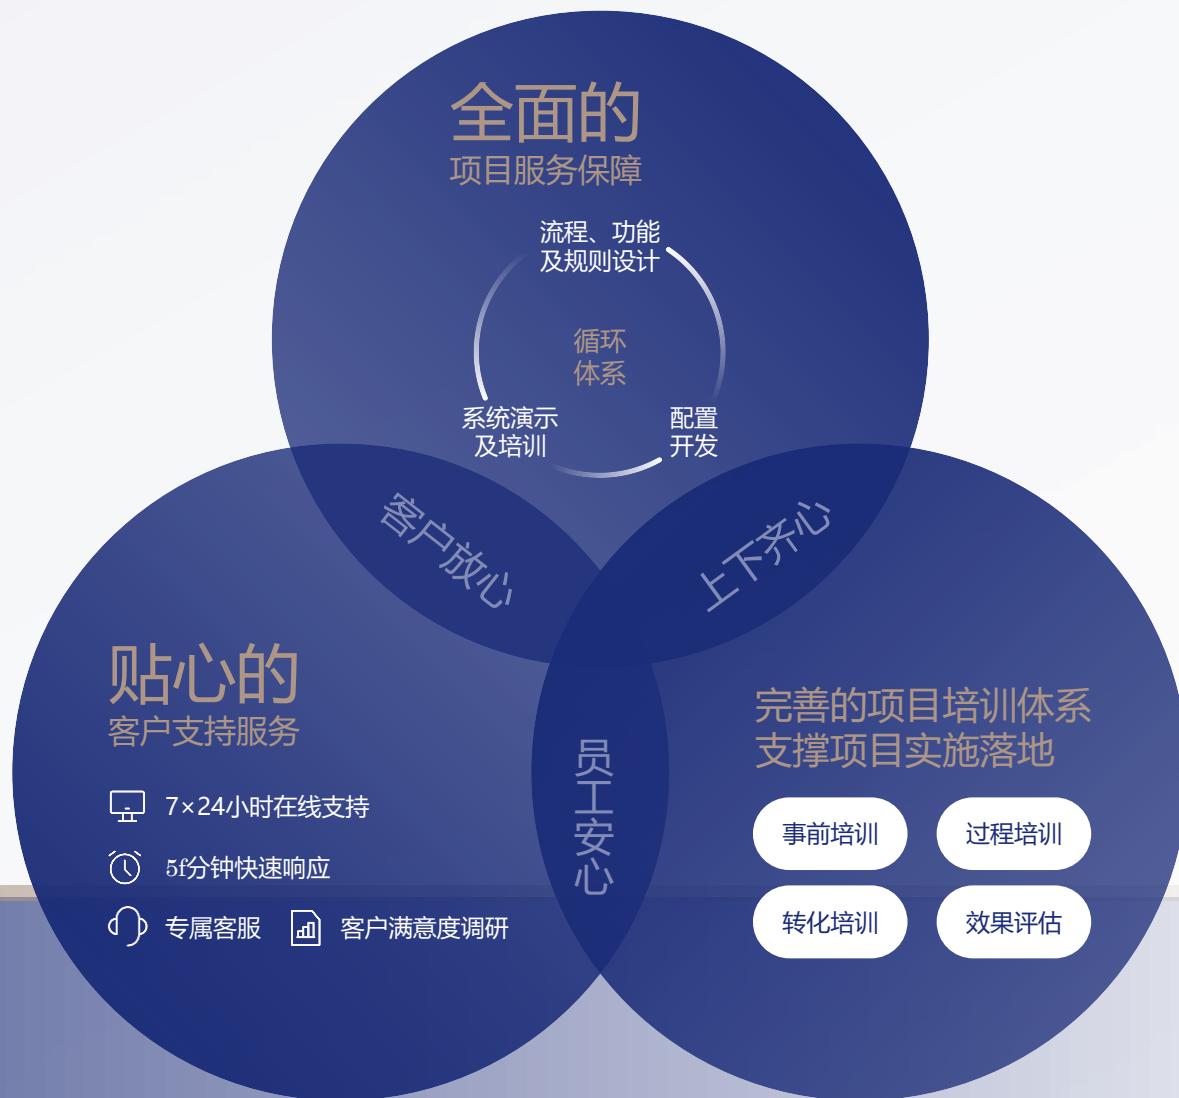 全面的
项目服务保障
流程、功能
及规则设计
循环
体系
系统演示
及培训
配置
开发
客户放心
上下齐心
贴心的
客户支持服务
7×24小时在线支持
5f分钟快速响应
专属客服
客户满意度调研
员工安心
完善的项目培训体系
支撑项目实施落地
事前培训
过程培训
转化培训
效果评估